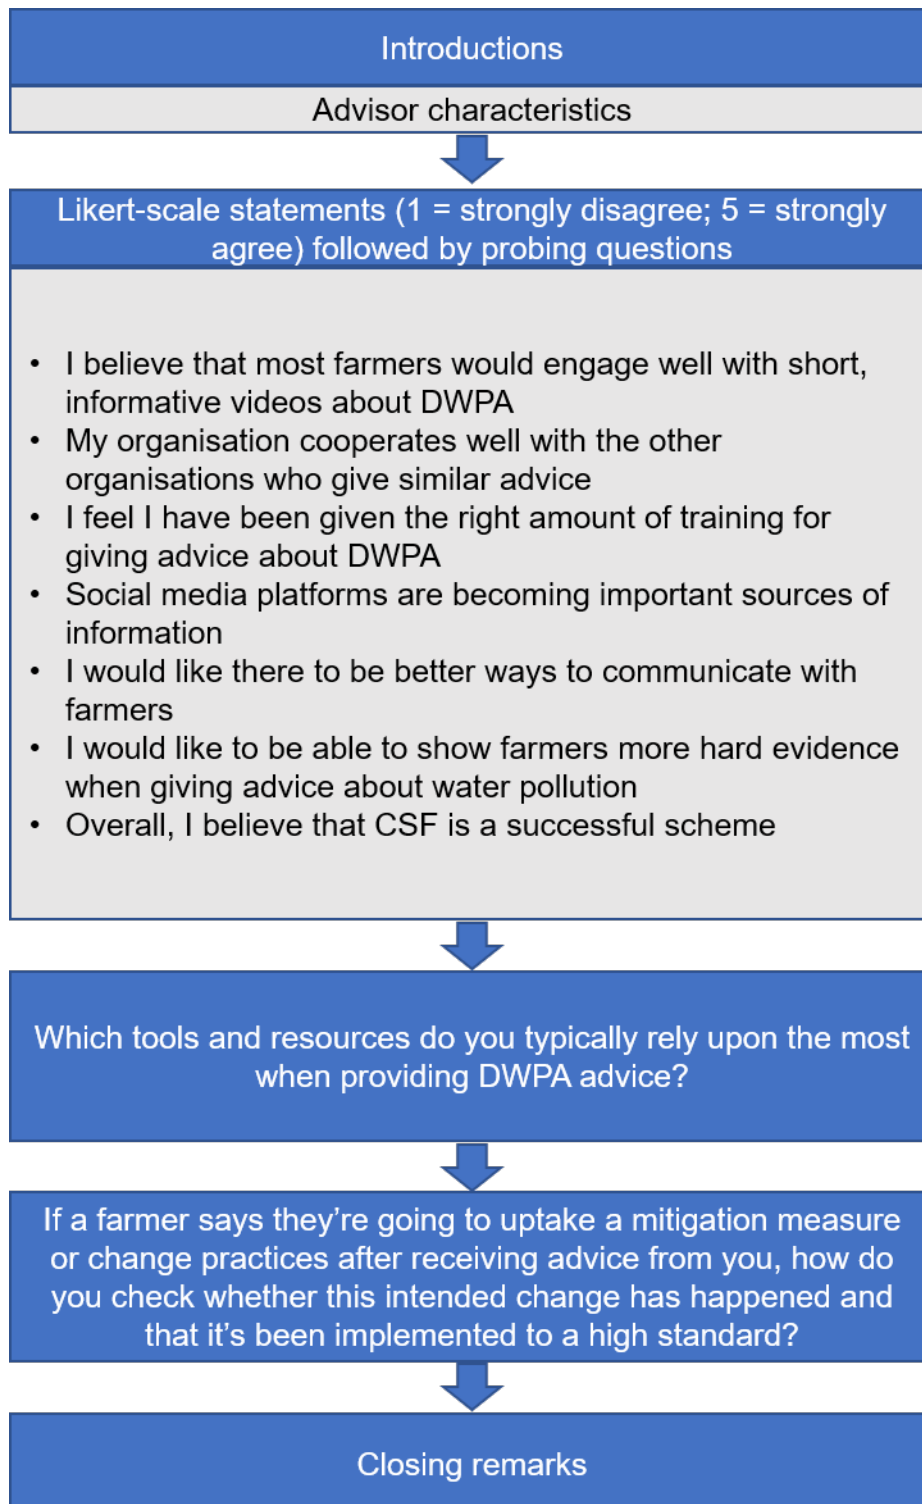 Introductions
Advisor characteristics
Likert-scale statements (1 = strongly disagree; 5 = strongly
agree) followed by probing questions
• I believe that most farmers would engage well with short,
informative videos about DWPA
• My organisation cooperates well with the other
organisations who give similar advice
• I feel I have been given the right amount of training for
giving advice about DWPA
• Social media platforms are becoming important sources of
information
• I would like there to be better ways to communicate with
farmers
• I would like to be able to show farmers more hard evidence
when giving advice about water pollution
• Overall, I believe that CSF is a successful scheme
Which tools and resources do you typically rely upon the most
when providing DWPA advice?
If a farmer says they're going to uptake a mitigation measure
or change practices after receiving advice from you, how do
you check whether this intended change has happened and
that it's been implemented to a high standard?
Closing remarks